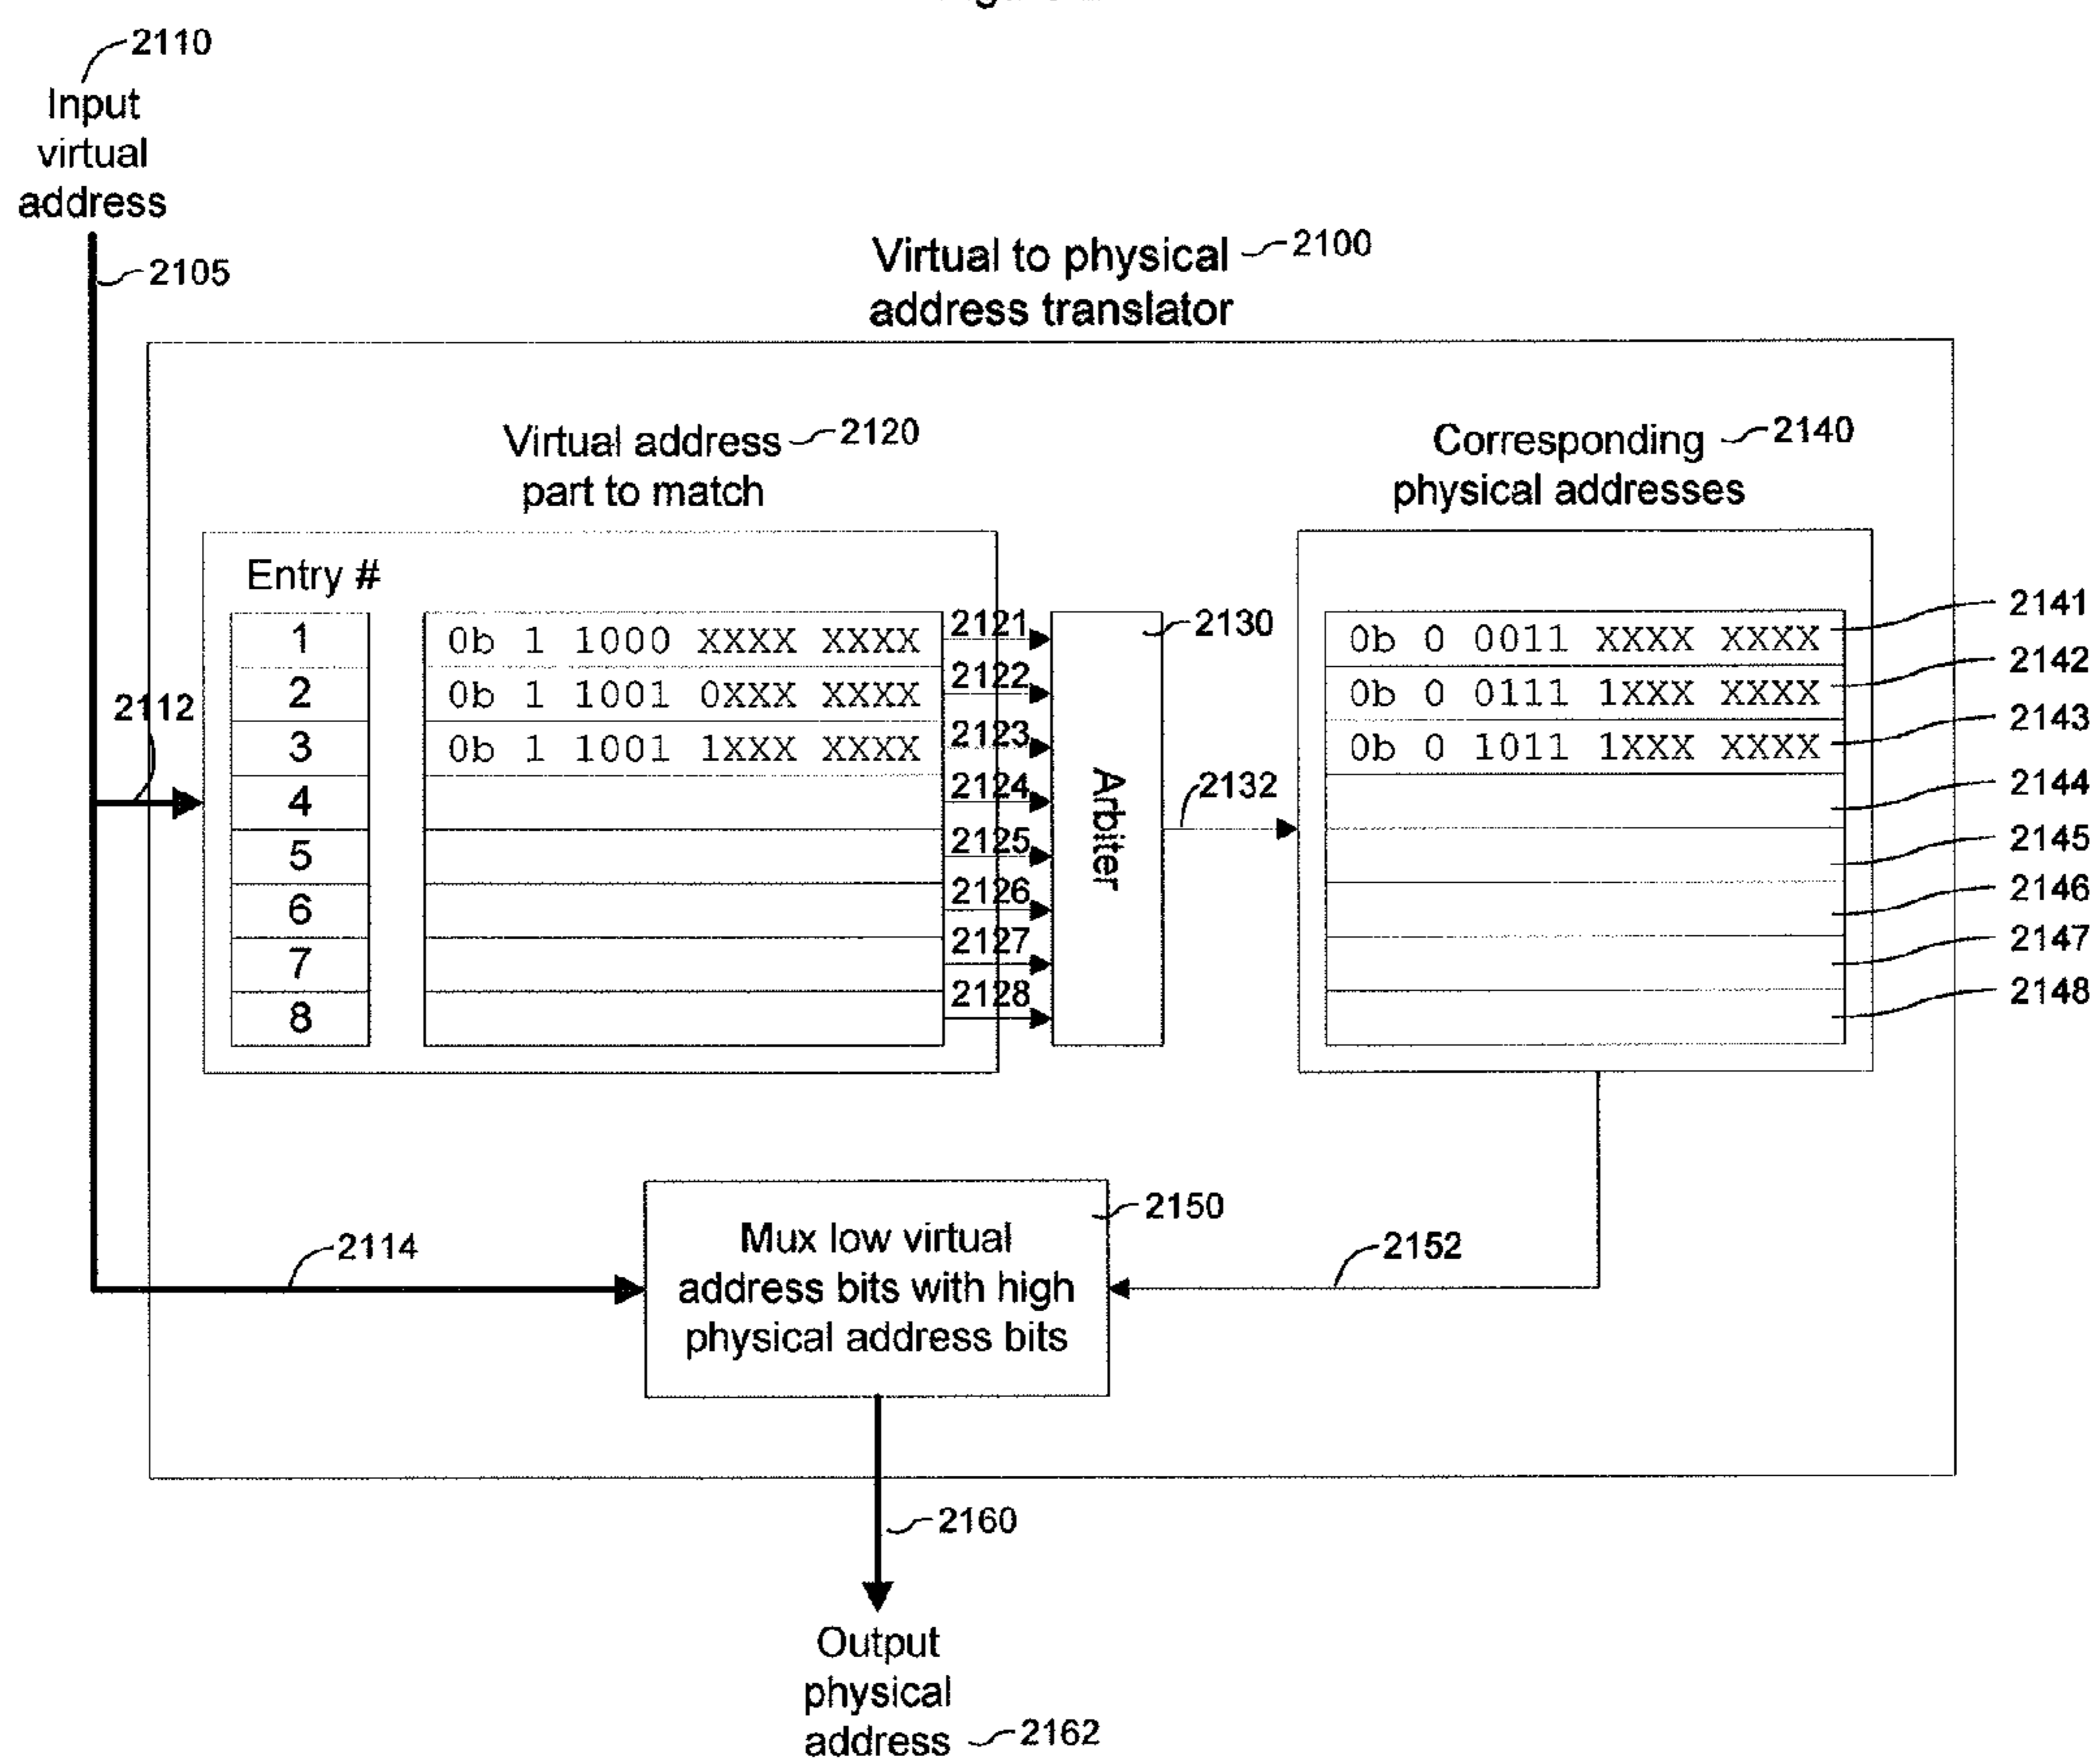 2110
Input
virtual
address
2105
Virtual to physical
address translator
2100
Virtual address
part to match
2120
Corresponding
physical addresses
2140
Entry #
1
2
3
4
5
6
7
8
0b 1 1000 XXXX XXXX
0b 1 1001 0XXX XXXX
0b 1 1001 1XXX XXXX
2121
2122
2123
2124
2125
2126
2127
2128
2112
Arbiter
2130
2132
0b 0 0011 XXXX XXXX
0b 0 0111 1XXX XXXX
0b 0 1011 1XXX XXXX
2141
2142
2143
2144
2145
2146
2147
2148
2114
Mux low virtual
address bits with high
physical address bits
2150
2152
2160
Output
physical
address
2162